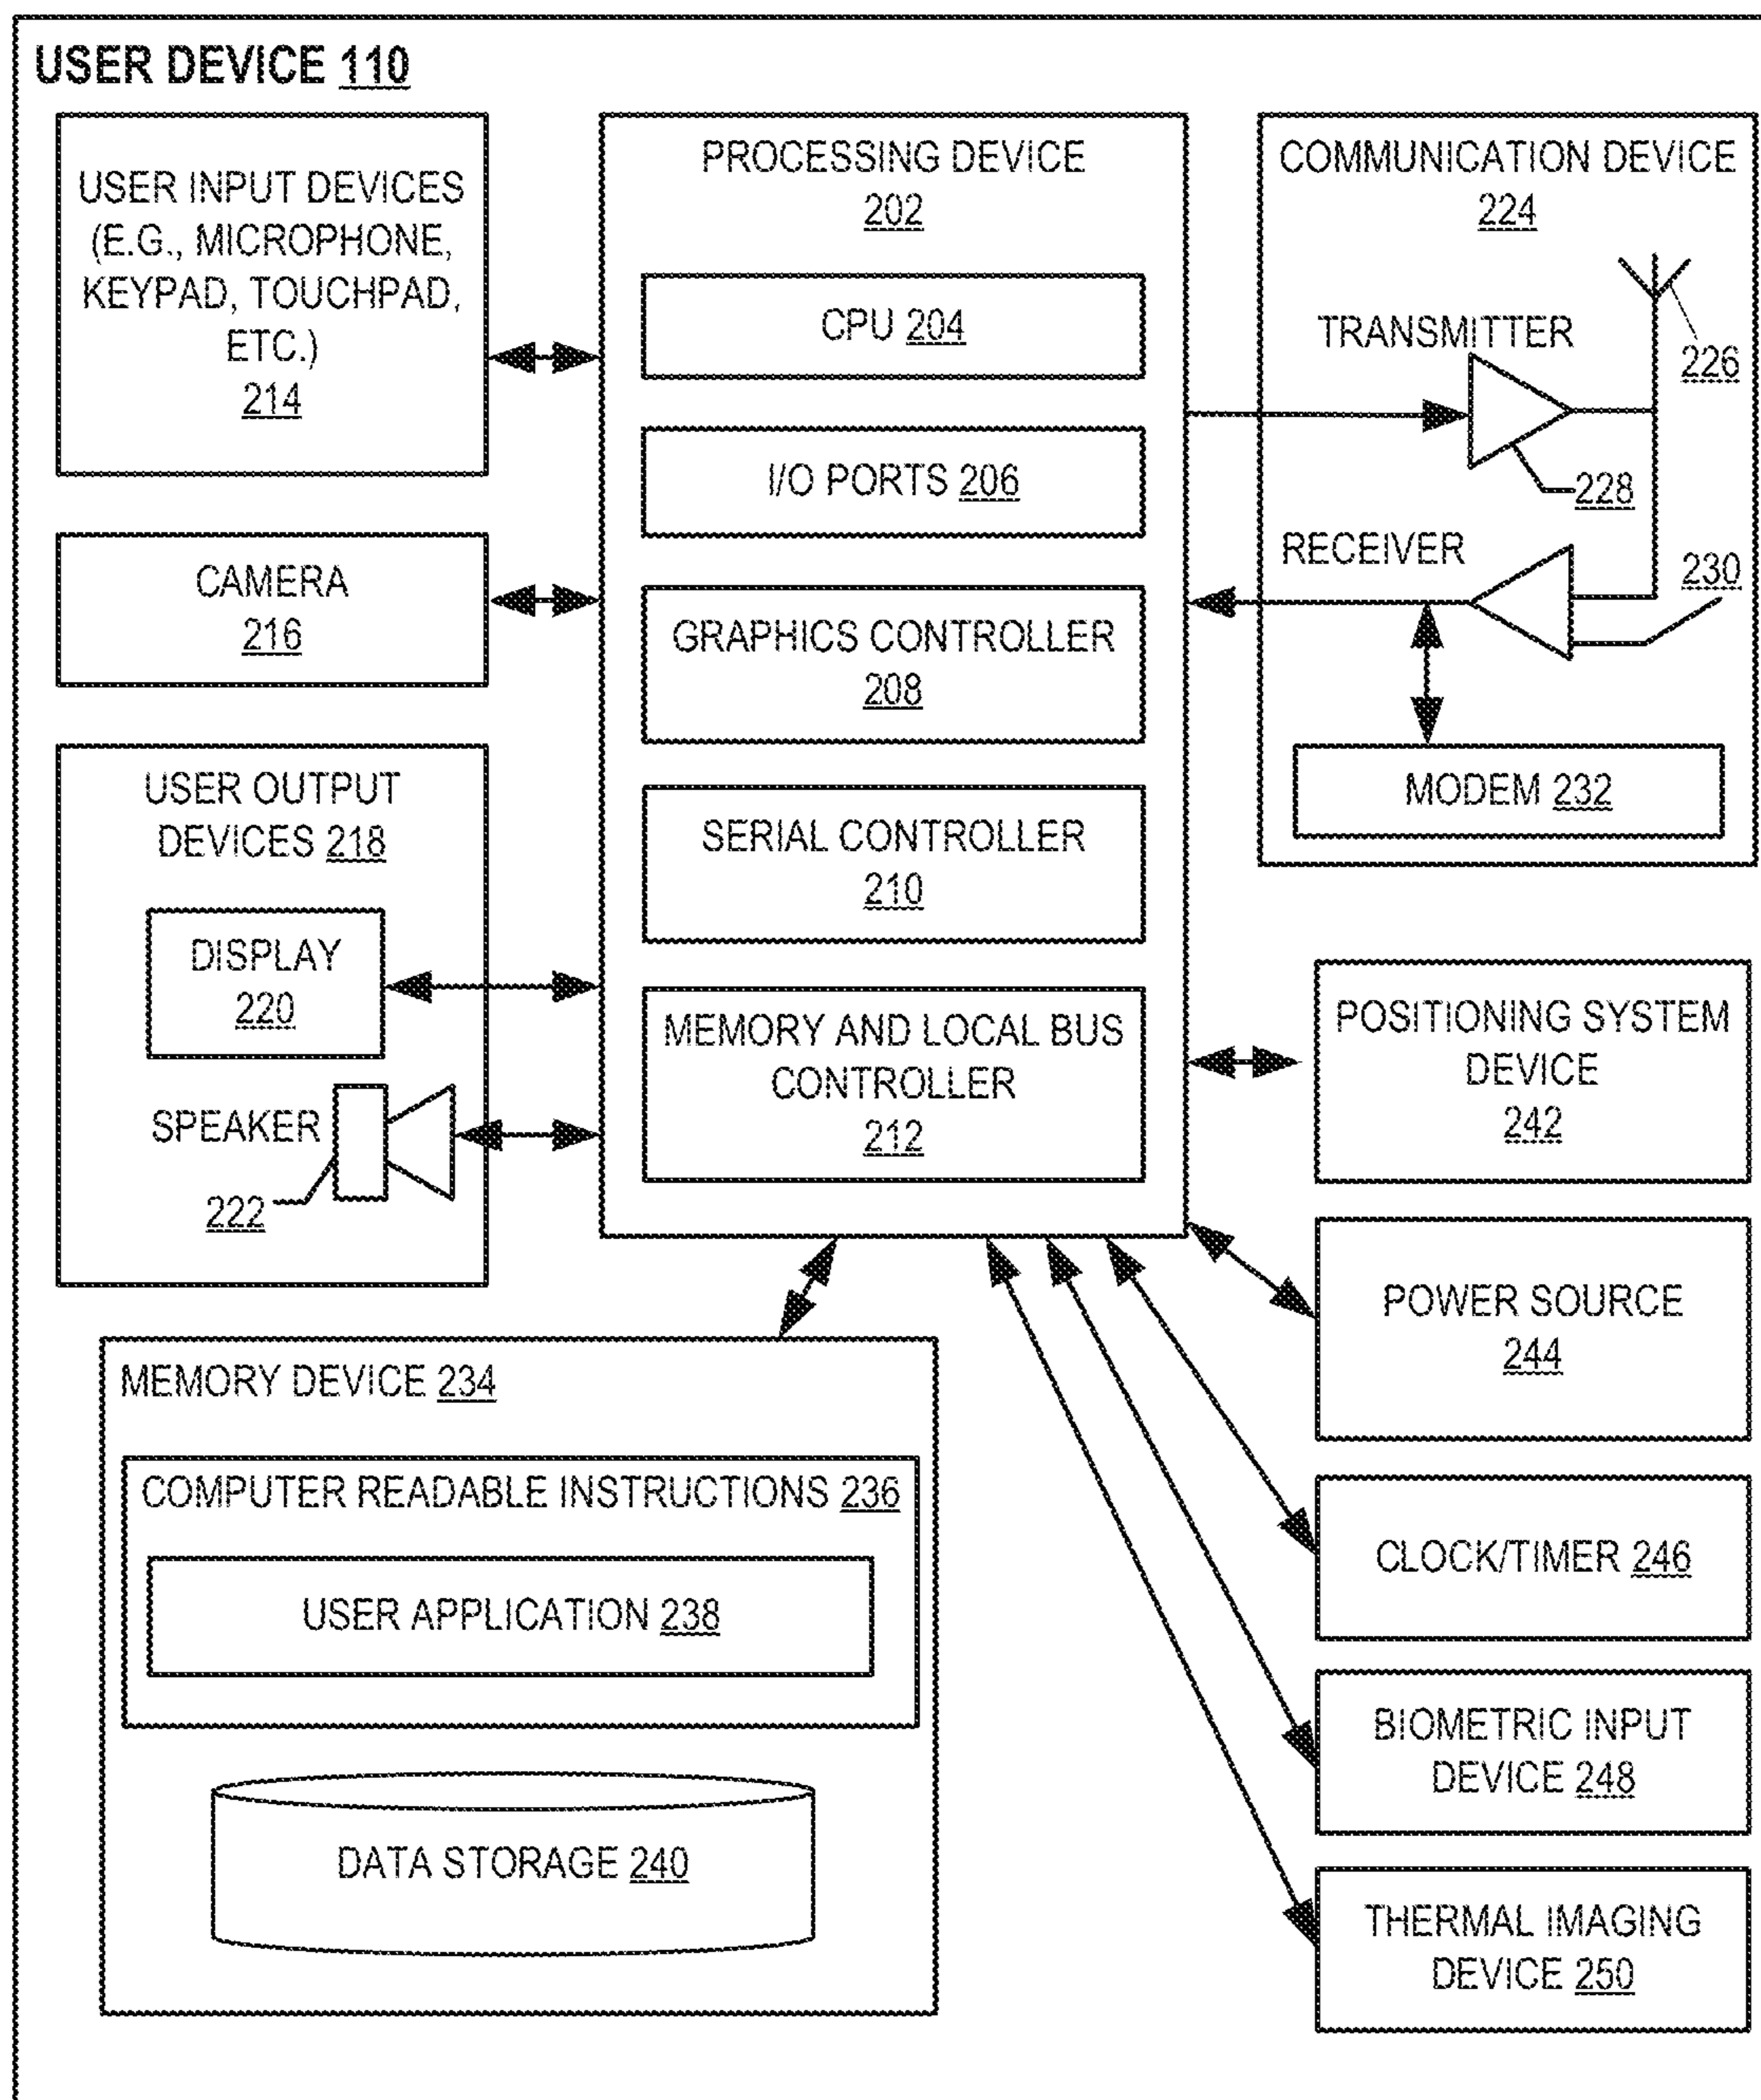 USER DEVICE 110
USER INPUT DEVICES
(E.G., MICROPHONE,
KEYPAD, TOUCHPAD,
ETC.)
214
CAMERA
216
USER OUTPUT
DEVICES 218
DISPLAY
220
SPEAKER
222
PROCESSING DEVICE
202
CPU 204
I/O PORTS 206
GRAPHICS CONTROLLER
208
SERIAL CONTROLLER
210
MEMORY AND LOCAL BUS
CONTROLLER
212
COMMUNICATION DEVICE
224
TRANSMITTER
226
228
RECEIVER
230
MODEM 232
POSITIONING SYSTEM
DEVICE
242
POWER SOURCE
244
CLOCK/TIMER 246
BIOMETRIC INPUT
DEVICE 248
THERMAL IMAGING
DEVICE 250
MEMORY DEVICE 234
COMPUTER READABLE INSTRUCTIONS 236
USER APPLICATION 238
DATA STORAGE 240